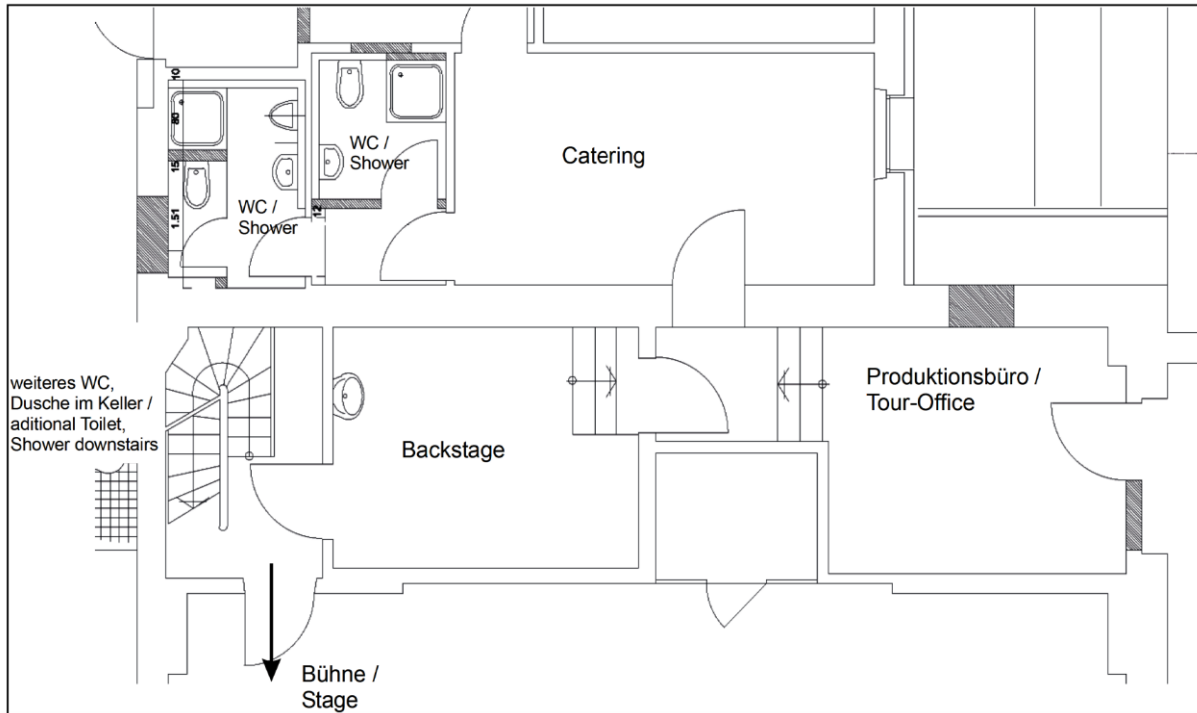 10
80
15
1.51
12
WC /
Shower
WC /
Shower
Catering
weiteres WC,
Dusche im Keller /
aditional Toilet,
Shower downstairs
Backstage
Produktionsbüro /
Tour-Office
Bühne /
Stage